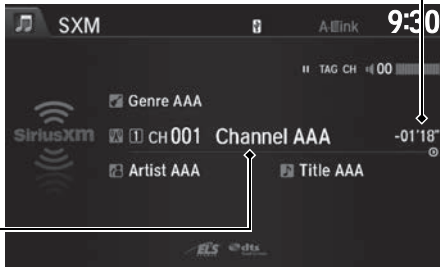 SXM A-Link 9:30
TAG CH 00
Genre AAA
SiriusXM 1 CH 001 Channel AAA -01'18"
Artist AAA Title AAA
ELS dts